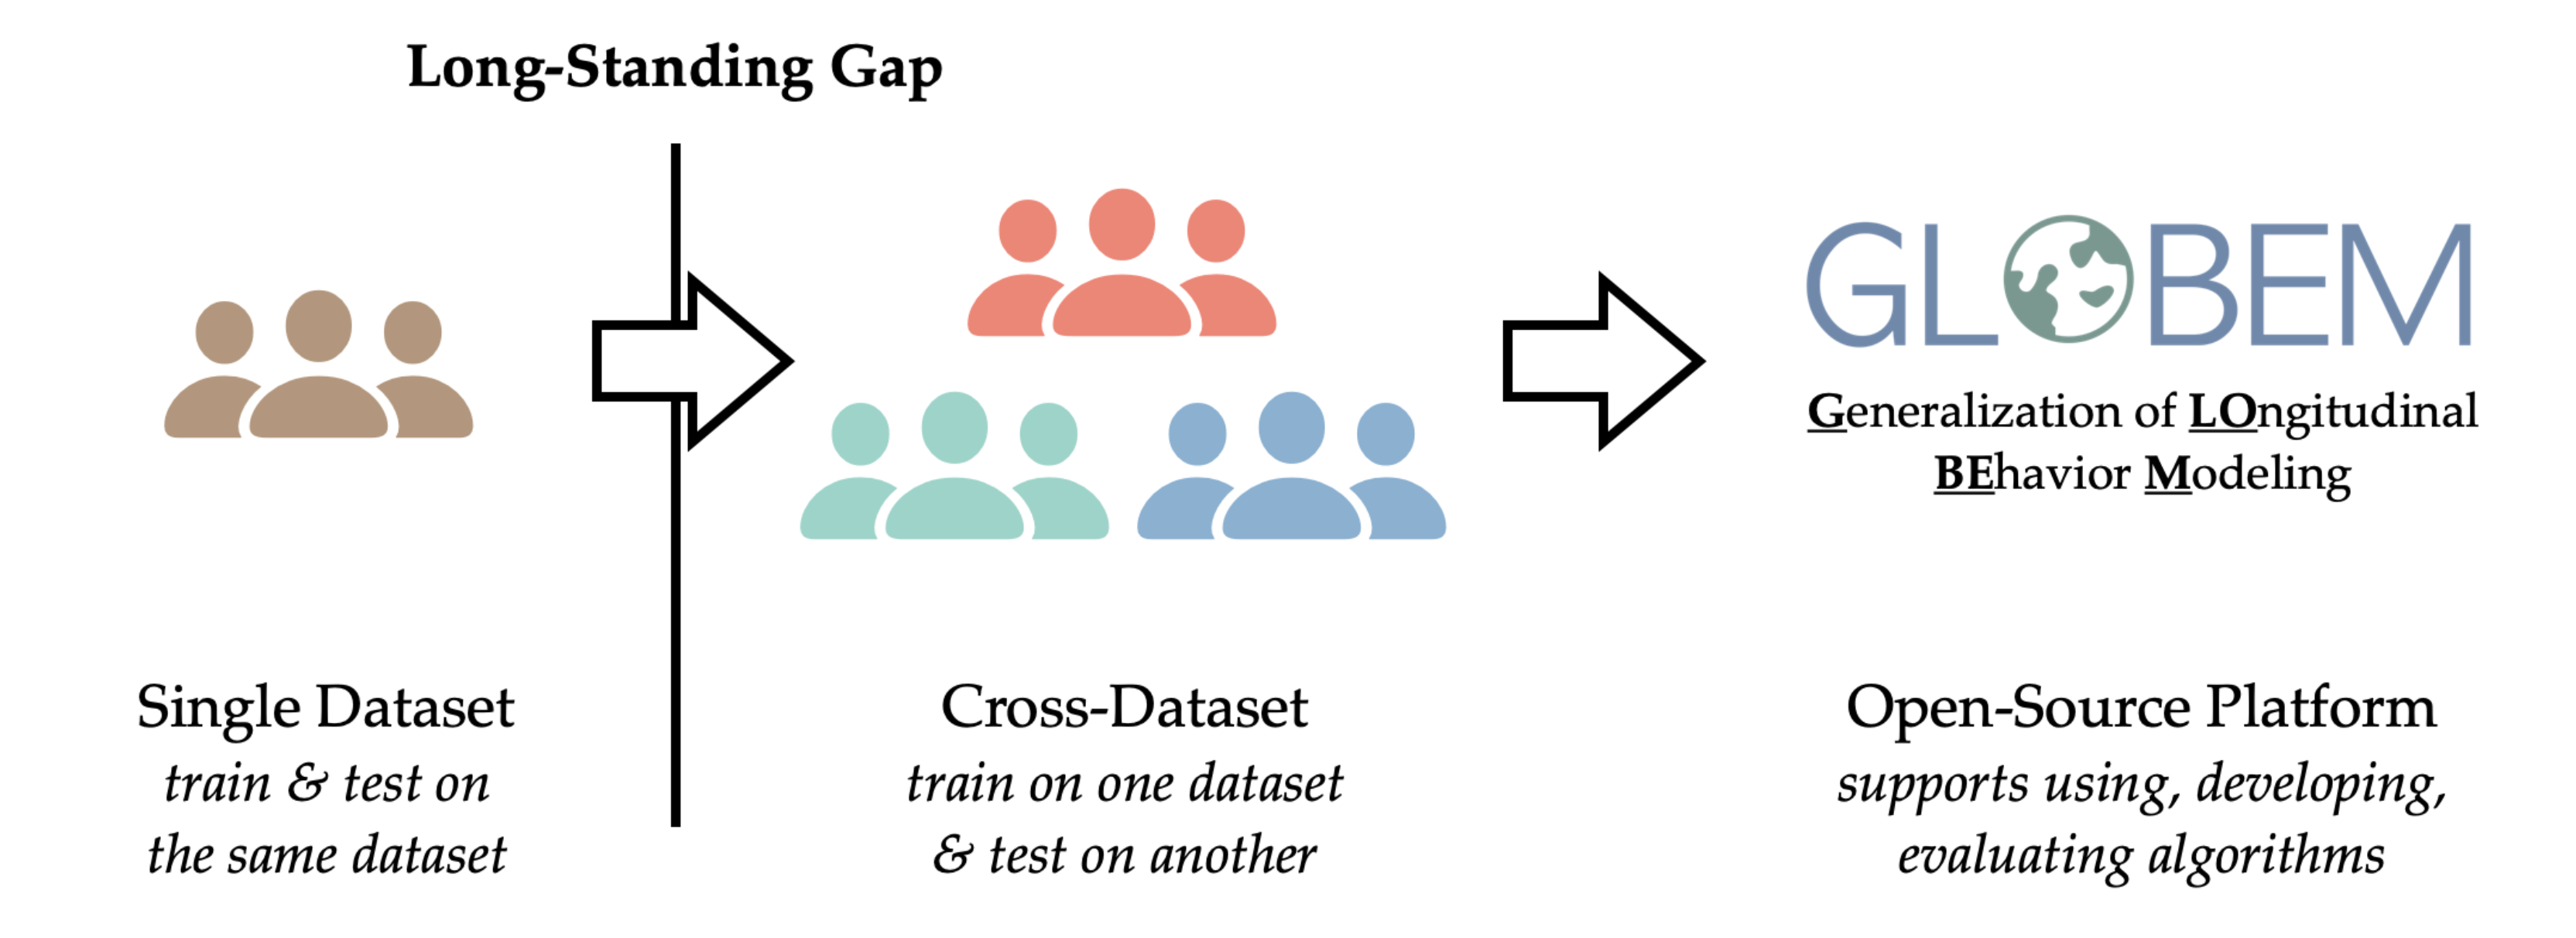 Long-Standing Gap
GLOBEM
Generalization of LOngitudinal
BEhavior Modeling
Single Dataset
train & test on
the same dataset
Cross-Dataset
train on one dataset
& test on another
Open-Source Platform
supports using, developing,
evaluating algorithms